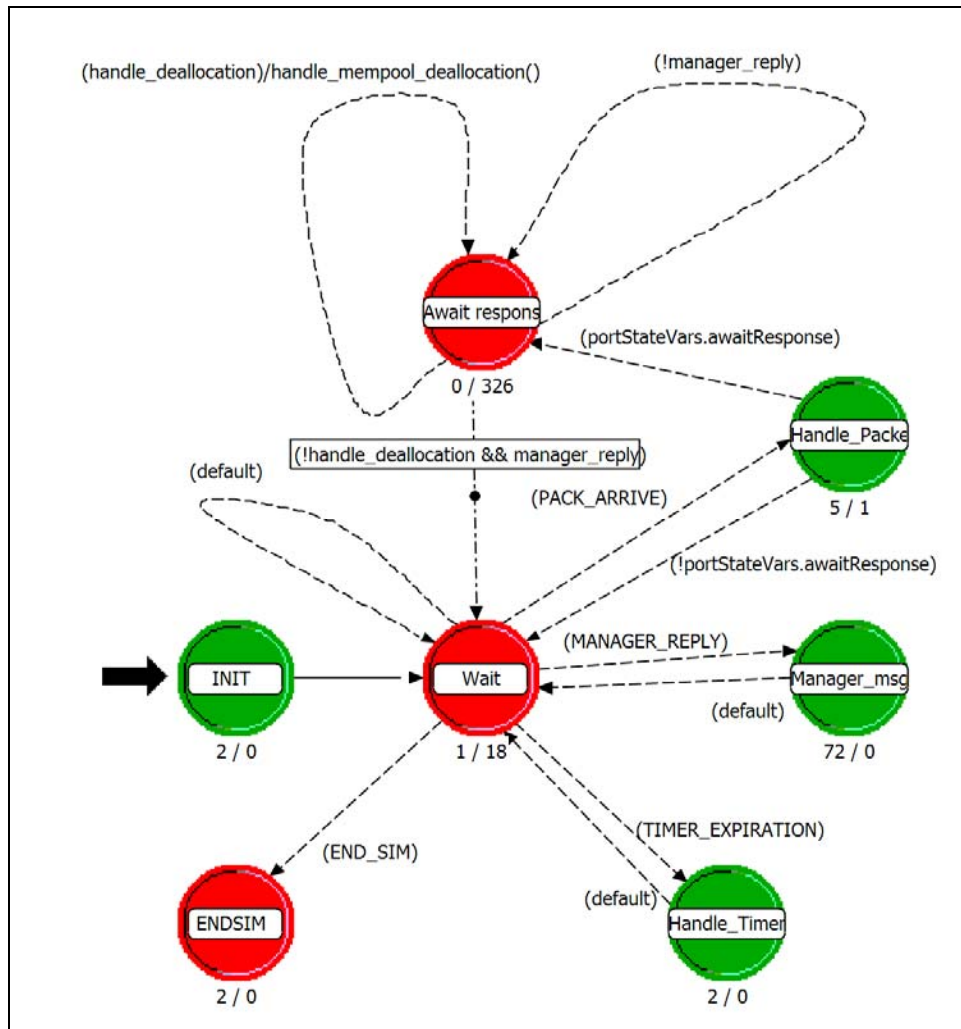 (handle_deallocation)/handle_mempool_deallocation()
(!manager_reply)
Await respons
(portStateVars.awaitResponse)
0 / 326
Handle_Packe
(!handle_deallocation && manager_reply)
(default)
(PACK_ARRIVE)
5 / 1
(!portStateVars.awaitResponse)
(MANAGER_REPLY)
INIT
Wait
Manager_msg
(default)
2 / 0
1 / 18
72 / 0
(TIMER_EXPIRATION)
(END_SIM)
(default)
ENDSIM
Handle_Timer
2 / 0
2 / 0